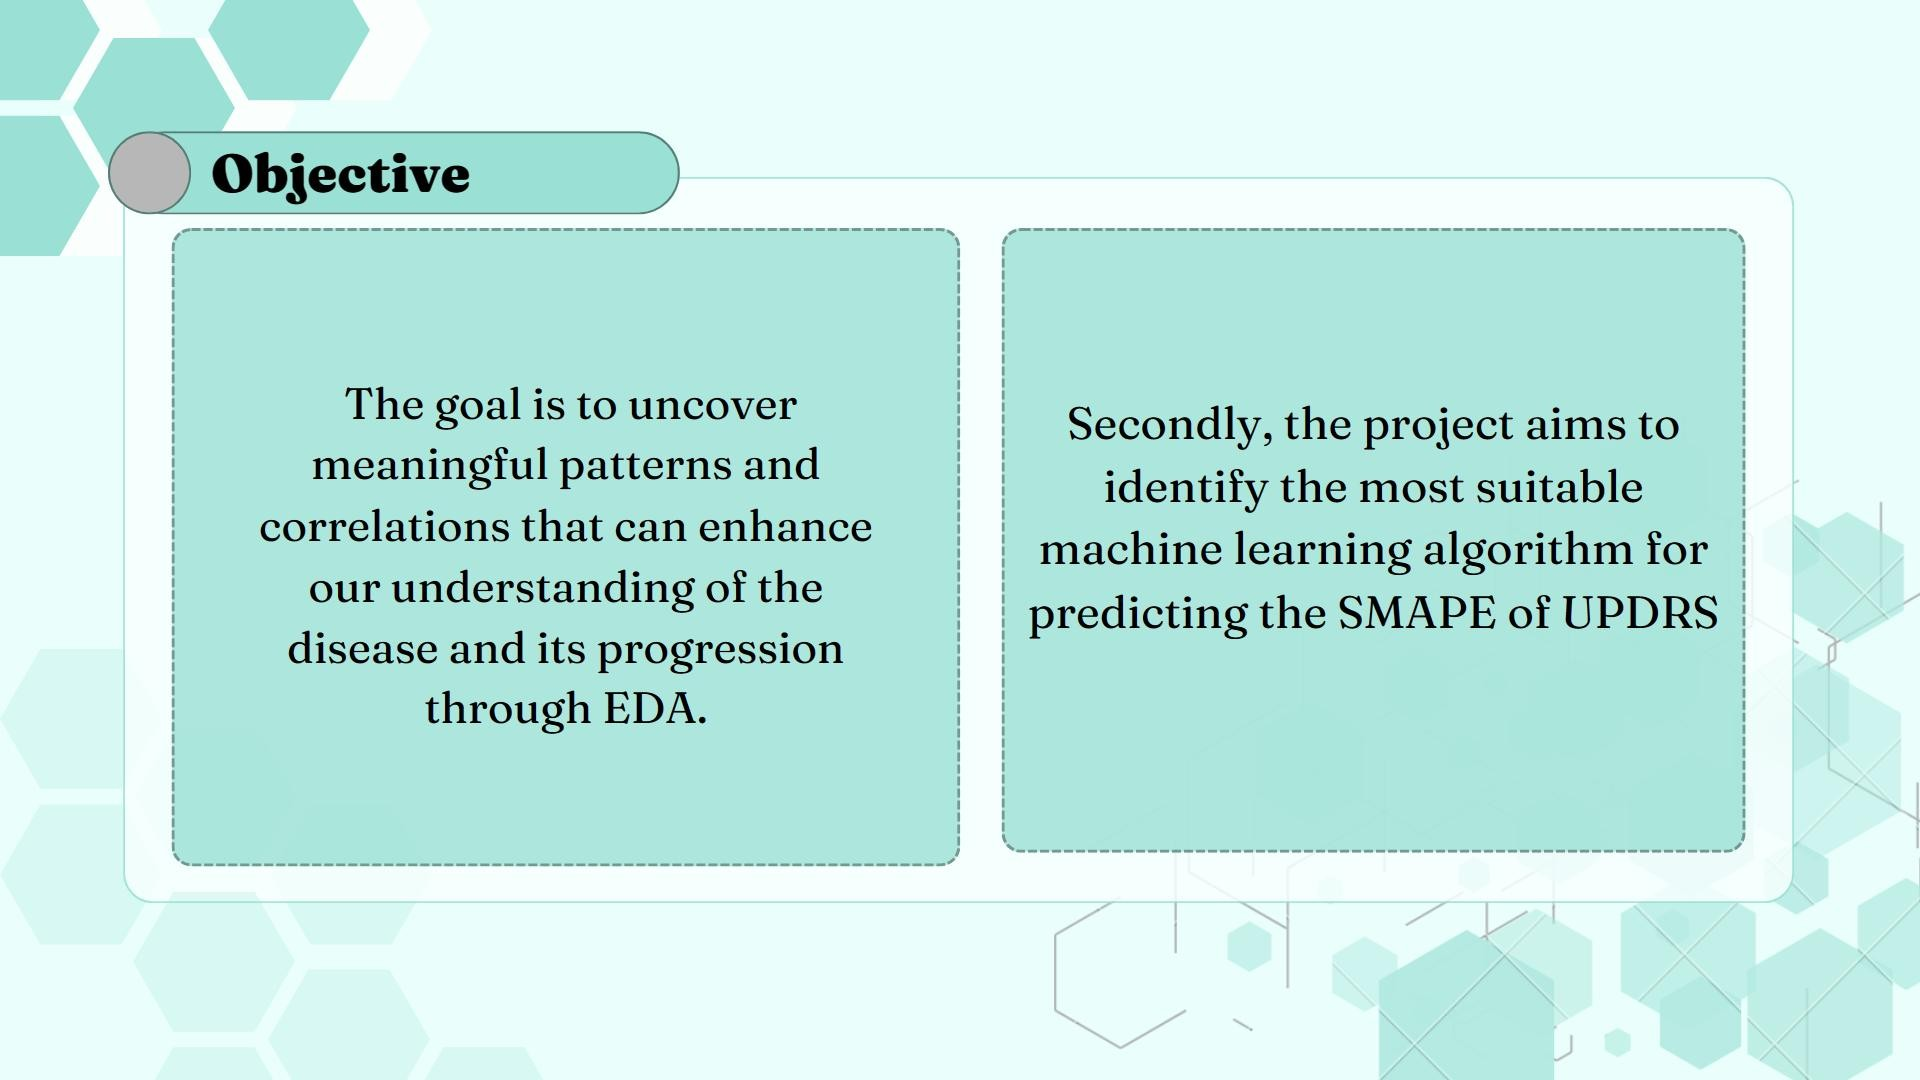 Objective
The goal is to uncover
meaningful patterns and
correlations that can enhance
our understanding of the
disease and its progression
through EDA.
Secondly, the project aims to
identify the most suitable
machine learning algorithm for
predicting the SMAPE of UPDRS